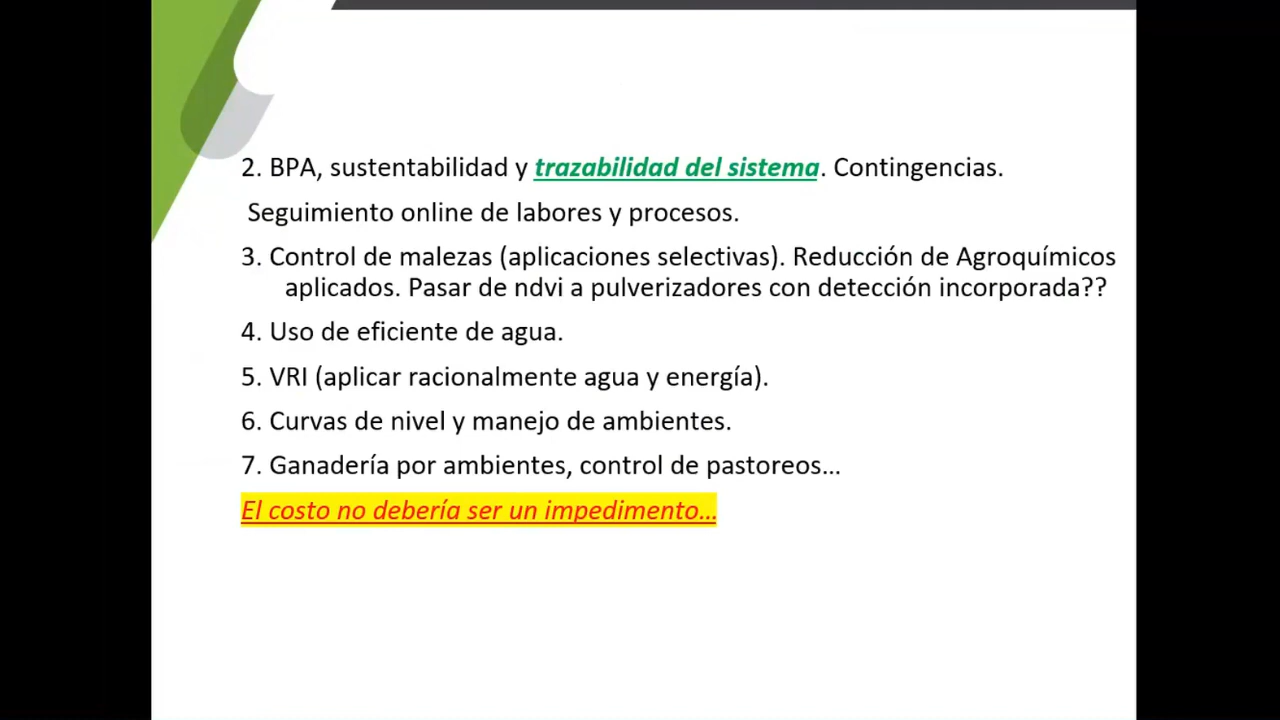 2. BPA, sustentabilidad y trazabilidad del sistema. Contingencias.
Seguimiento online de labores y procesos.
3. Control de malezas (aplicaciones selectivas). Reducción de Agroquímicos
aplicados. Pasar de ndvi a pulverizadores con detección incorporada??
4. Uso de eficiente de agua.
5. VRI (aplicar racionalmente agua y energía).
6. Curvas de nivel y manejo de ambientes.
7. Ganadería por ambientes, control de pastoreos...
El costo no debería ser un impedimento...